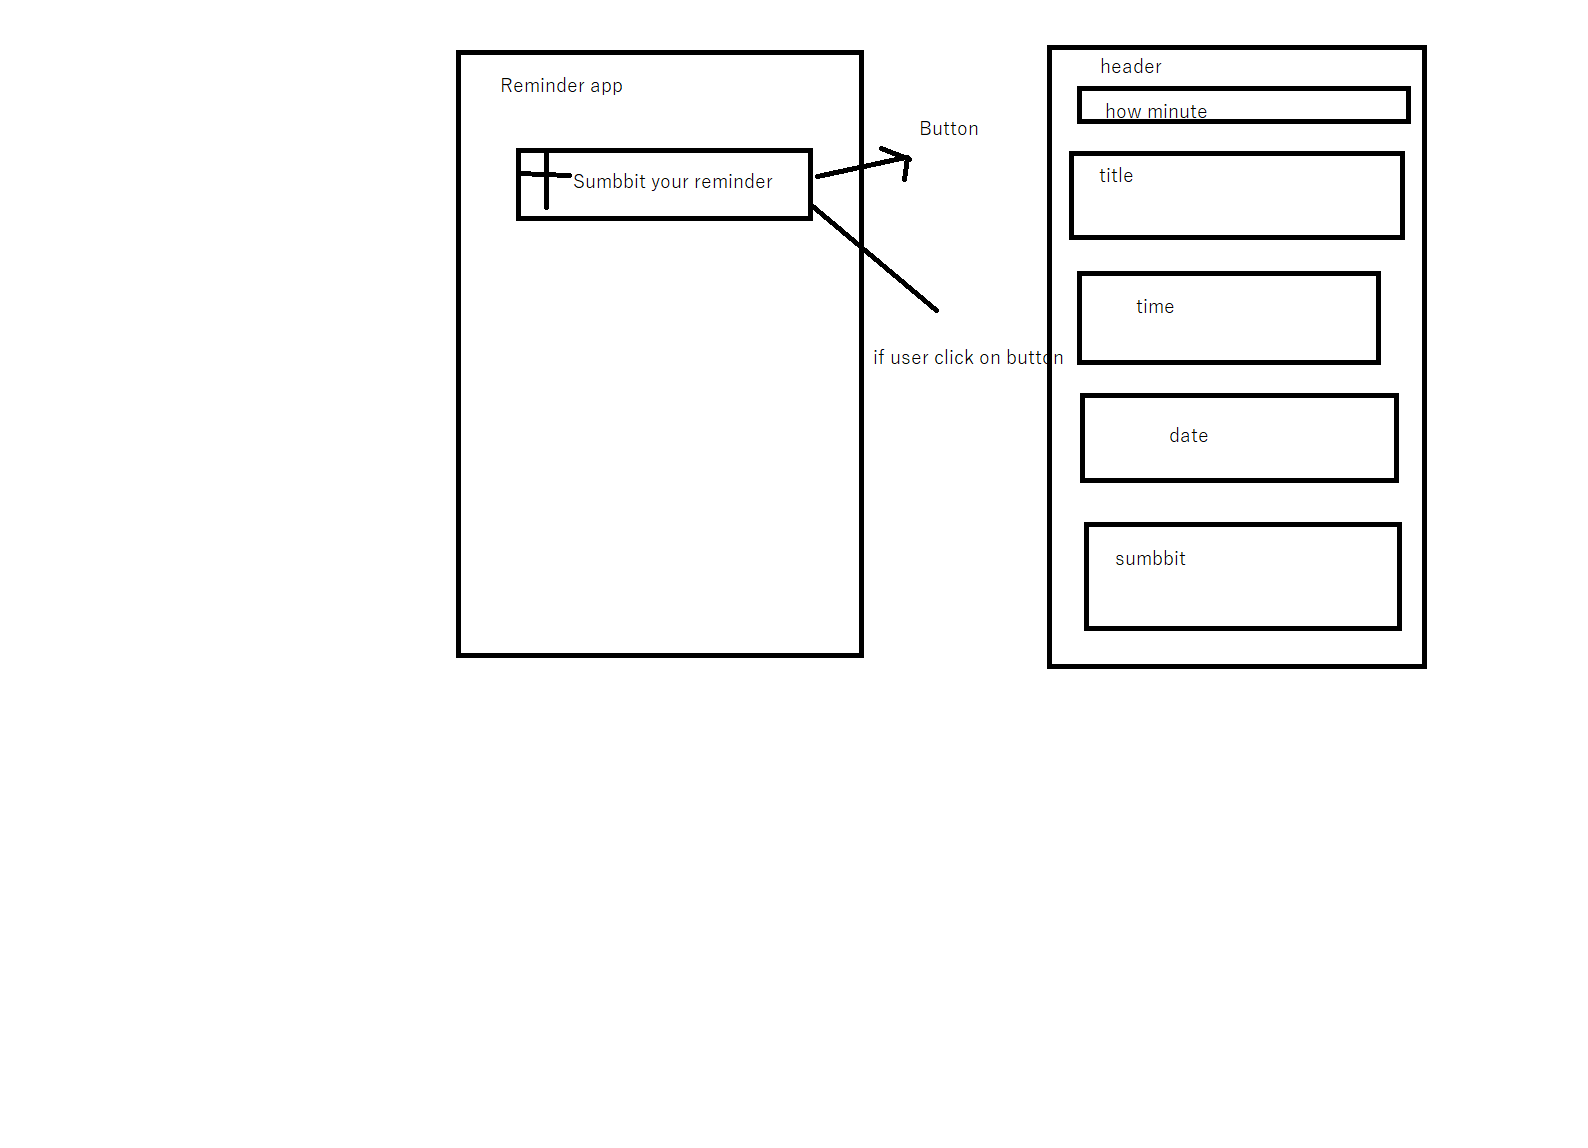 Reminder app
Sumbbit your reminder
Button
if user click on button
header
how minute
title
time
date
sumbbit